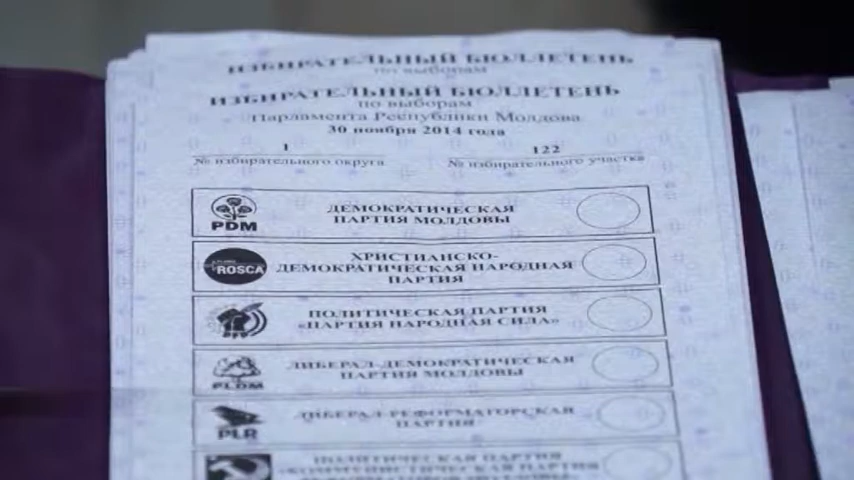 ИЗБИРАТЕЛЬНЫЙ БЮЛЛЕТЕНЬ
по выборам
ИЗБИРАТЕЛЬНЫЙ БЮЛЛЕТЕНЬ
по выборам
Парламента Республики Молдова
30 ноября 2014 года
1 122
№ избирательного округа № избирательного участка
PDM
ДЕМОКРАТИЧЕСКАЯ
ПАРТИЯ МОЛДОВЫ
ROSCA
ХРИСТИАНСКО-
ДЕМОКРАТИЧЕСКАЯ НАРОДНАЯ
ПАРТИЯ
ПОЛИТИЧЕСКАЯ ПАРТИЯ
«ПАРТИЯ НАРОДНАЯ СИЛА»
PLDM
ЛИБЕРАЛ-ДЕМОКРАТИЧЕСКАЯ
ПАРТИЯ МОЛДОВЫ
PLR
ЛИБЕРАЛ-РЕФОРМАТОРСКАЯ
ПАРТИЯ
ПОЛИТИЧЕСКАЯ ПАРТИЯ
«КОММУНИСТИЧЕСКАЯ ПАРТИЯ